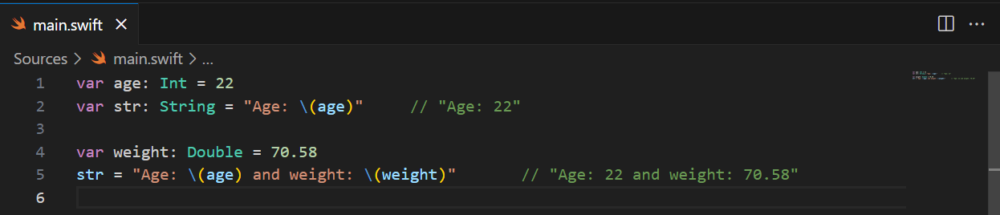 main.swift
Sources > main.swift > ...
1 var age: Int = 22
2 var str: String = "Age: \(age)"     // "Age: 22"
3
4 var weight: Double = 70.58
5 str = "Age: \(age) and weight: \(weight)"       // "Age: 22 and weight: 70.58"
6